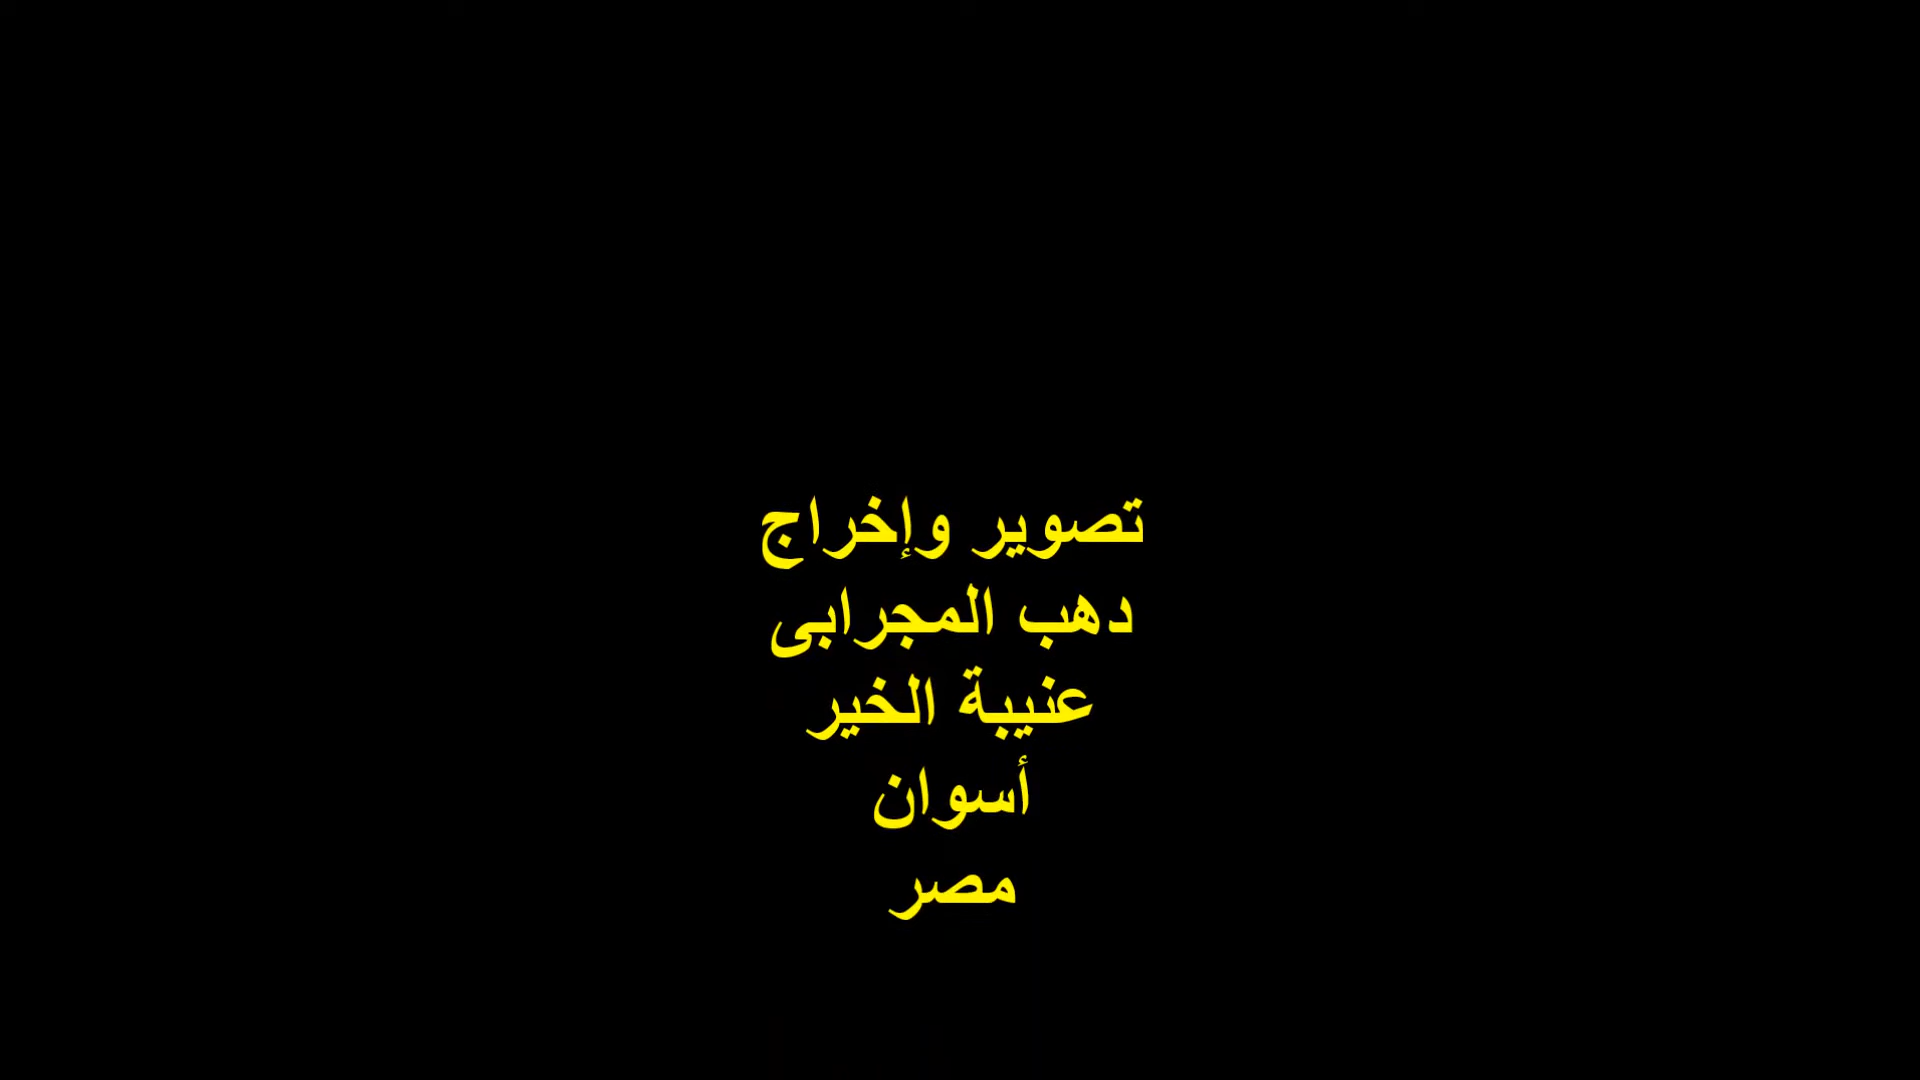 تصوير وإخراج
دهب المجرابى
عنيبة الخير
أسوان
مصر